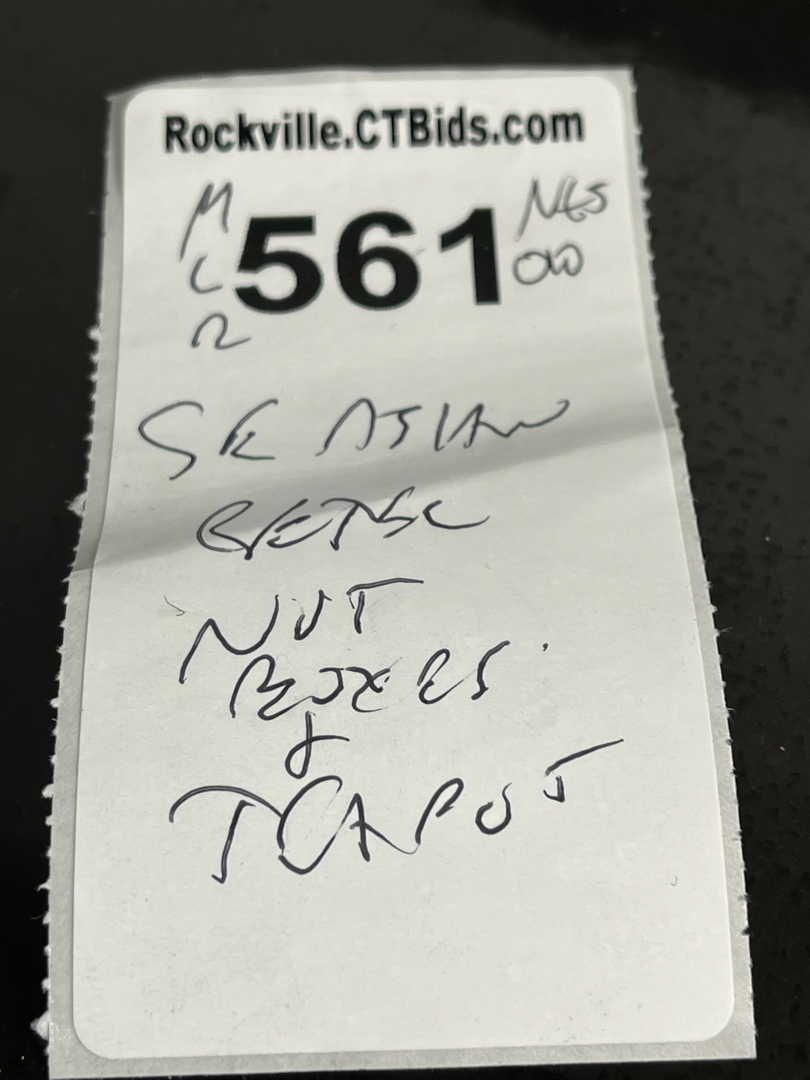 Rockville.CTBids.com
M
L
R
561
SE ASIAN
BETEL
NUT
BOXES
&
TEAPOT